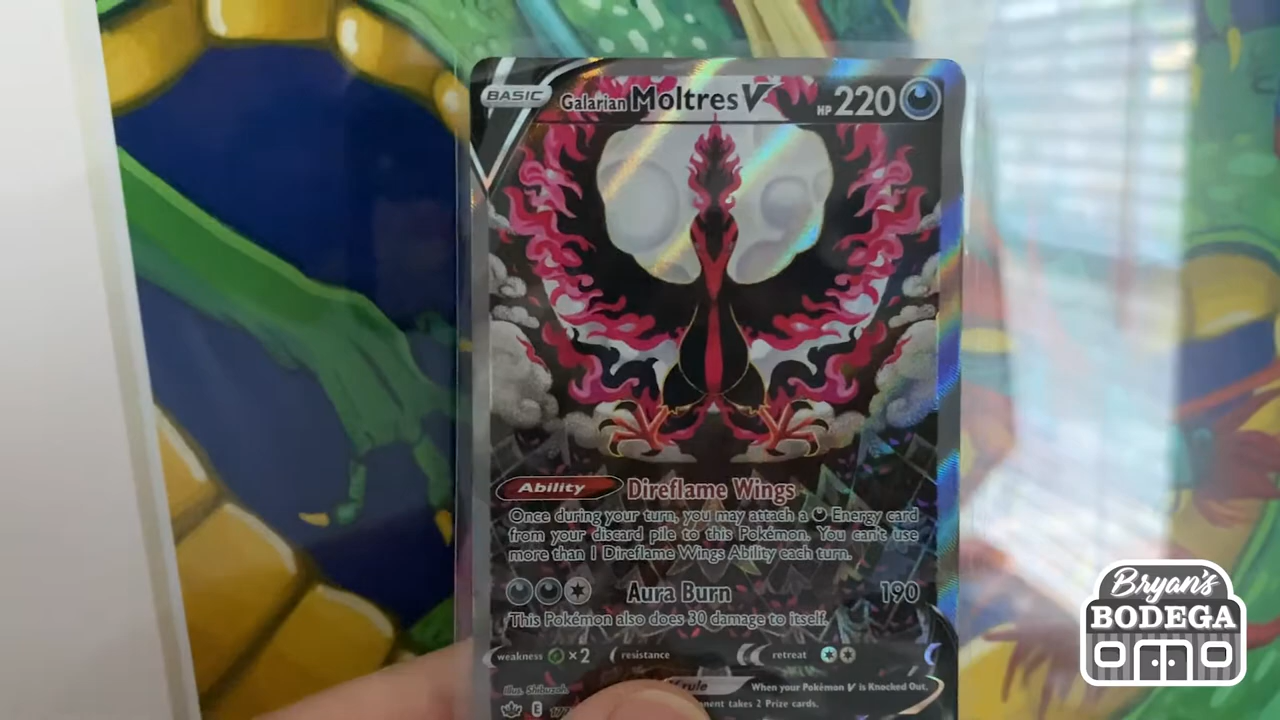 BASIC Galarian Moltres V HP 220
Ability Direflame Wings
Once during your turn, you may attach a Energy card
from your discard pile to this Pokémon. You can't use
more than 1 Direflame Wings Ability each turn.
Aura Burn 190
This Pokémon also does 30 damage to itself.
weakness ×2 resistance retreat
rule When your Pokémon V is Knocked Out,
takes 2 Prize cards.
Illus. Shibuzoh.
E
Bryan's
BODEGA